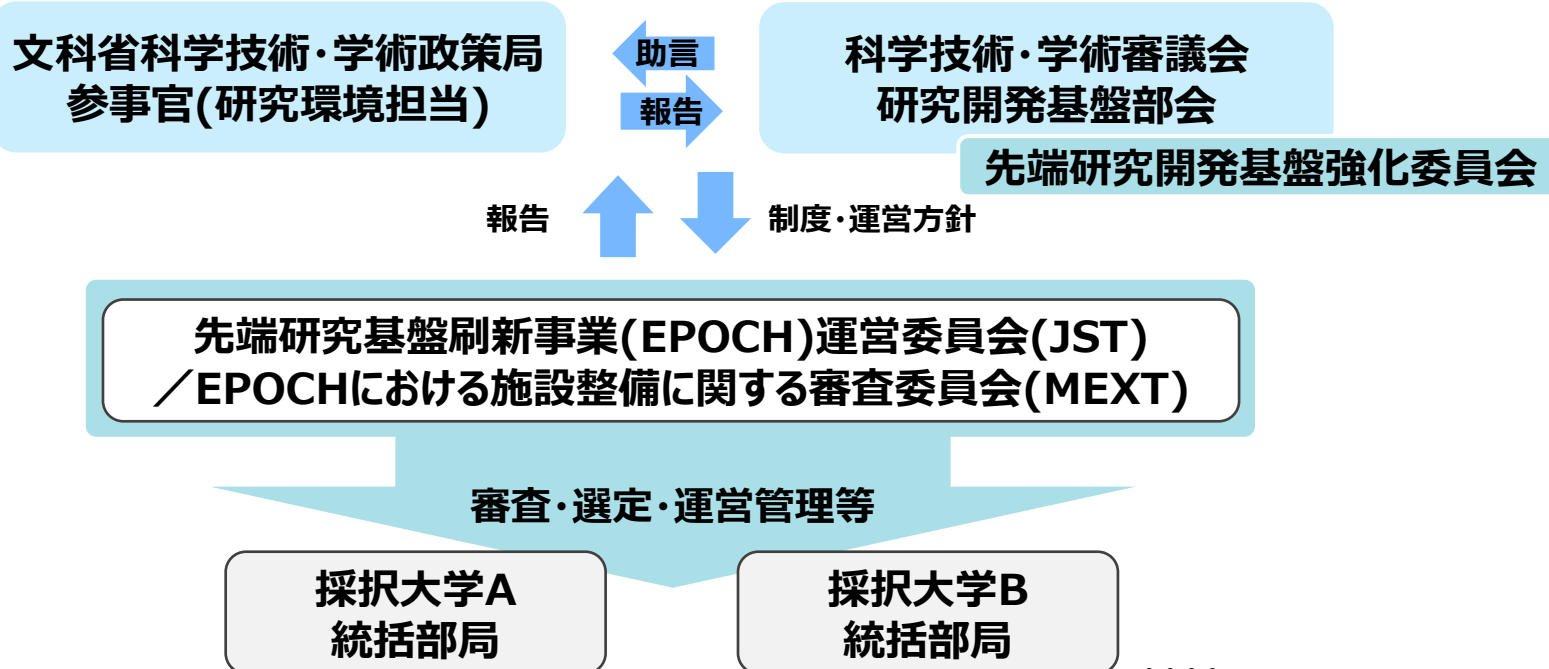 文科省科学技術･学術政策局
参事官(研究環境担当)
助言
報告
科学技術･学術審議会
研究開発基盤部会
先端研究開発基盤強化委員会
報告
制度･運営方針
先端研究基盤刷新事業(EPOCH)運営委員会(JST)
／EPOCHにおける施設整備に関する審査委員会(MEXT)
審査･選定･運営管理等
採択大学A
統括部局
採択大学B
統括部局